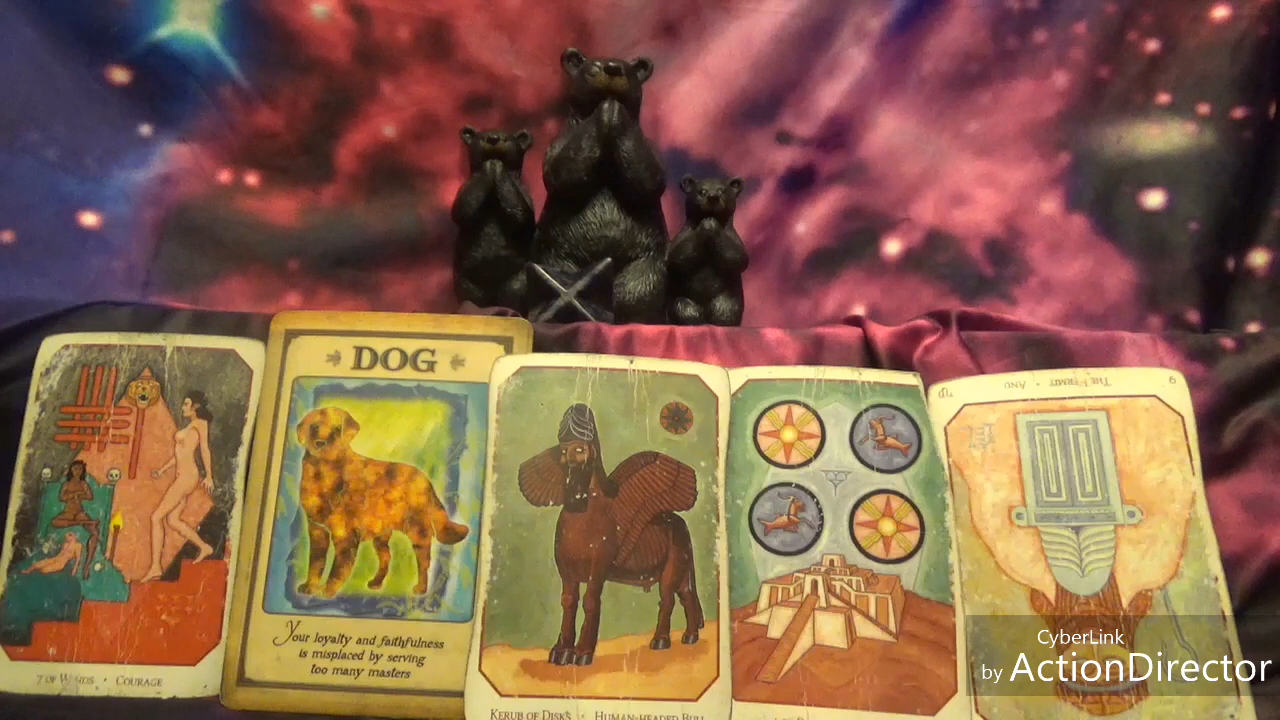 7 OF WANDS • COURAGE
DOG
Your loyalty and faithfulness
is misplaced by serving
too many masters
KERUB OF DISKS • HUMAN-HEADED BULL
9
THE HERMIT • ANU
CyberLink
by ActionDirector